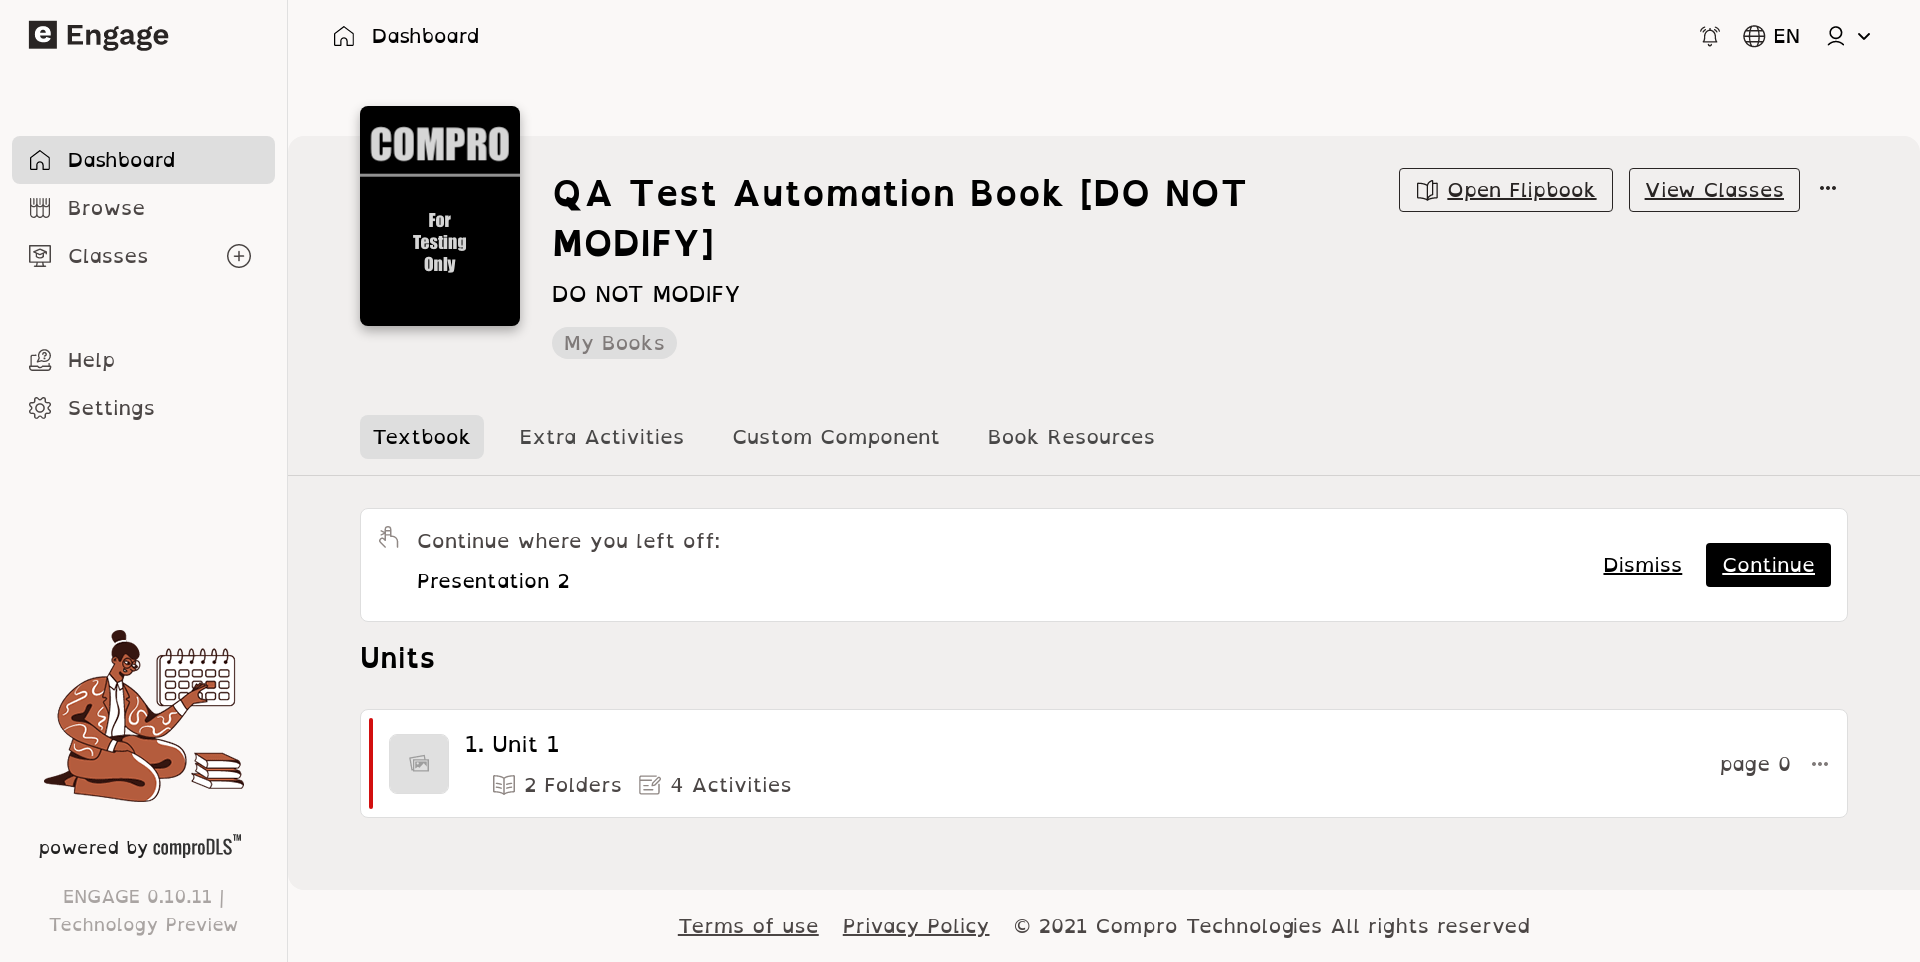 e Engage
Dashboard
EN
Dashboard
Browse
Classes
Help
Settings
powered by comproDLS™
ENGAGE 0.10.11 |
Technology Preview
COMPRO
For
Testing
Only
QA Test Automation Book [DO NOT
MODIFY]
DO NOT MODIFY
My Books
Open Flipbook
View Classes
Textbook
Extra Activities
Custom Component
Book Resources
Continue where you left off:
Presentation 2
Dismiss
Continue
Units
1. Unit 1
2 Folders
4 Activities
page 0
Terms of use
Privacy Policy
© 2021 Compro Technologies All rights reserved